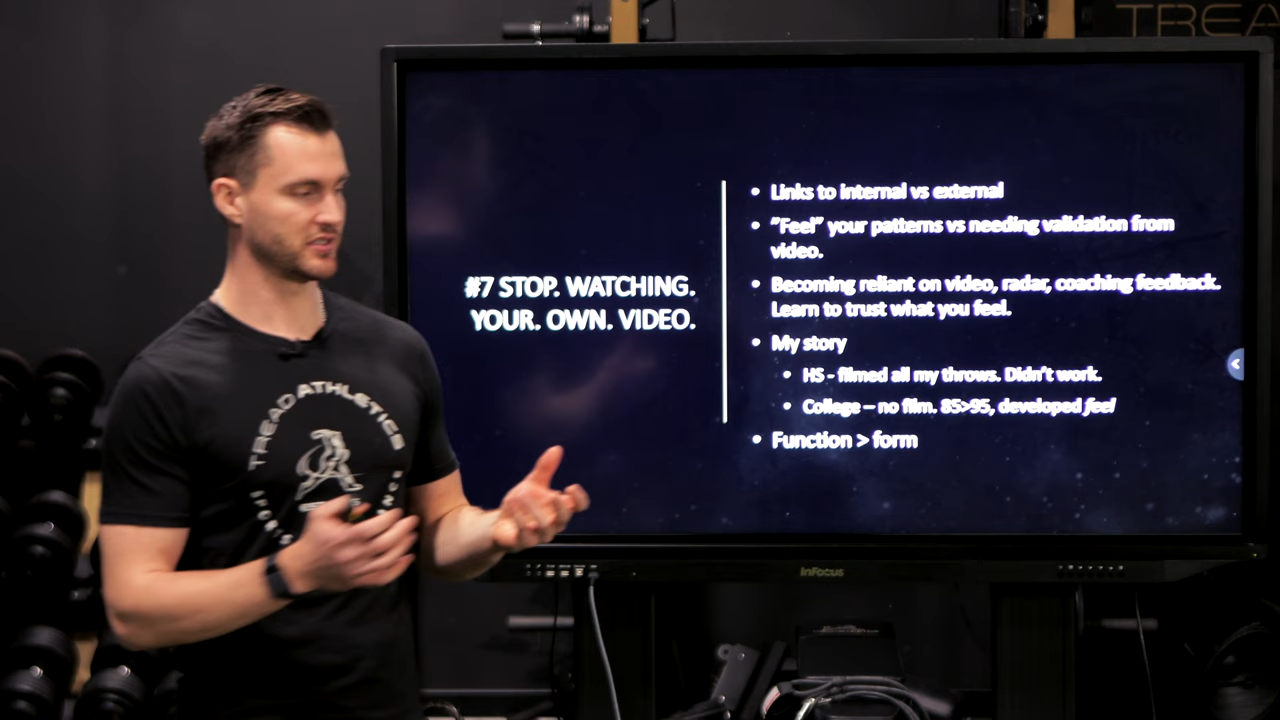 TREA
#7 STOP. WATCHING.
YOUR. OWN. VIDEO.
• Links to internal vs external
• "Feel" your patterns vs needing validation from
video.
• Becoming reliant on video, radar, coaching feedback.
Learn to trust what you feel.
• My story
• HS - filmed all my throws. Didn't work.
• College – no film. 85>95, developed feel
• Function > form
TREAD ATHLETICS
InFocus